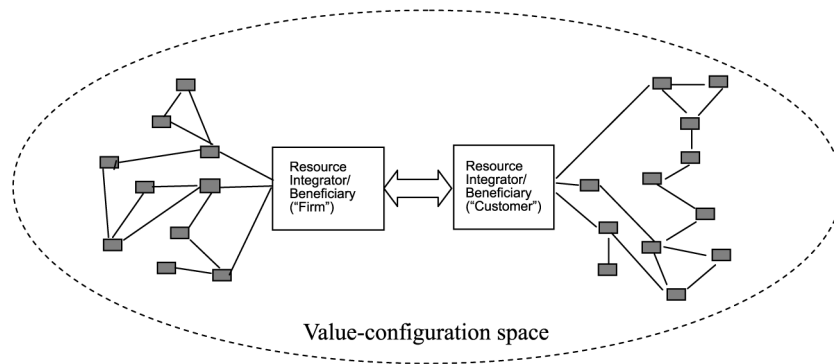 Resource
Integrator/
Beneficiary
("Firm")
Resource
Integrator/
Beneficiary
("Customer")
Value-configuration space